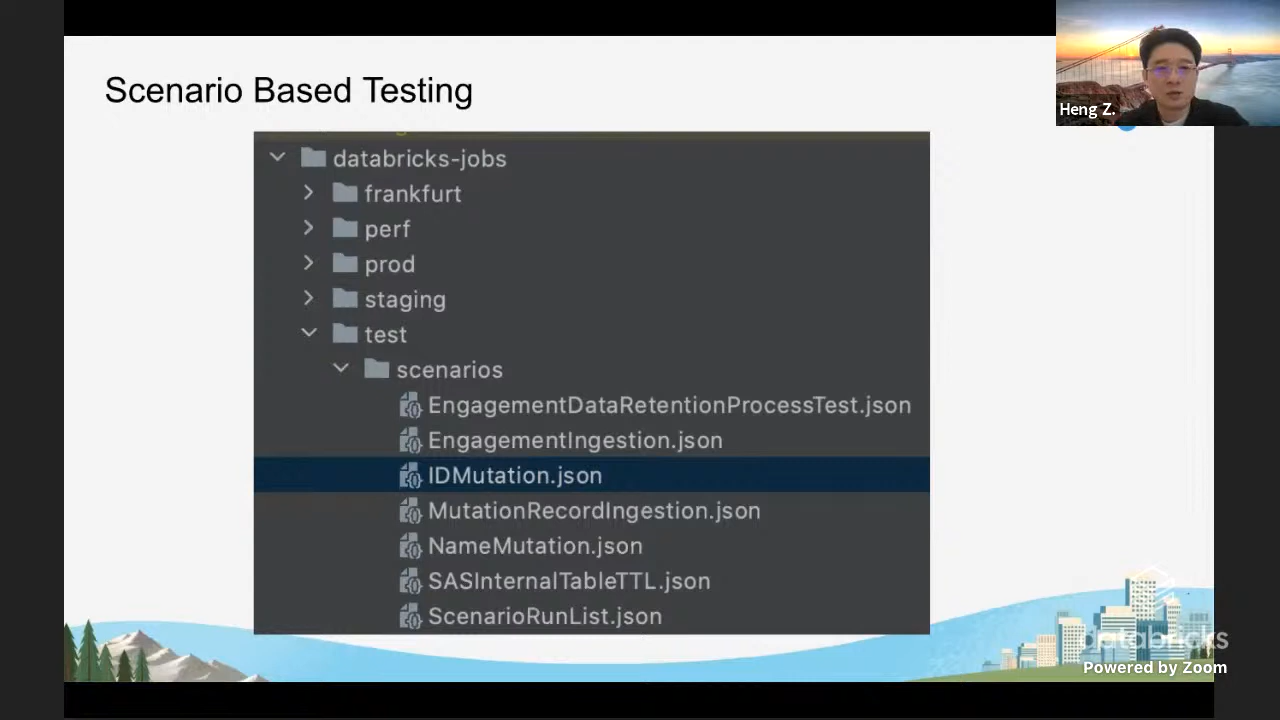 Scenario Based Testing
Heng Z.
databricks-jobs
frankfurt
perf
prod
staging
test
scenarios
EngagementDataRetentionProcessTest.json
EngagementIngestion.json
IDMutation.json
MutationRecordIngestion.json
NameMutation.json
SASInternalTableTTL.json
ScenarioRunList.json
databricks
Powered by Zoom